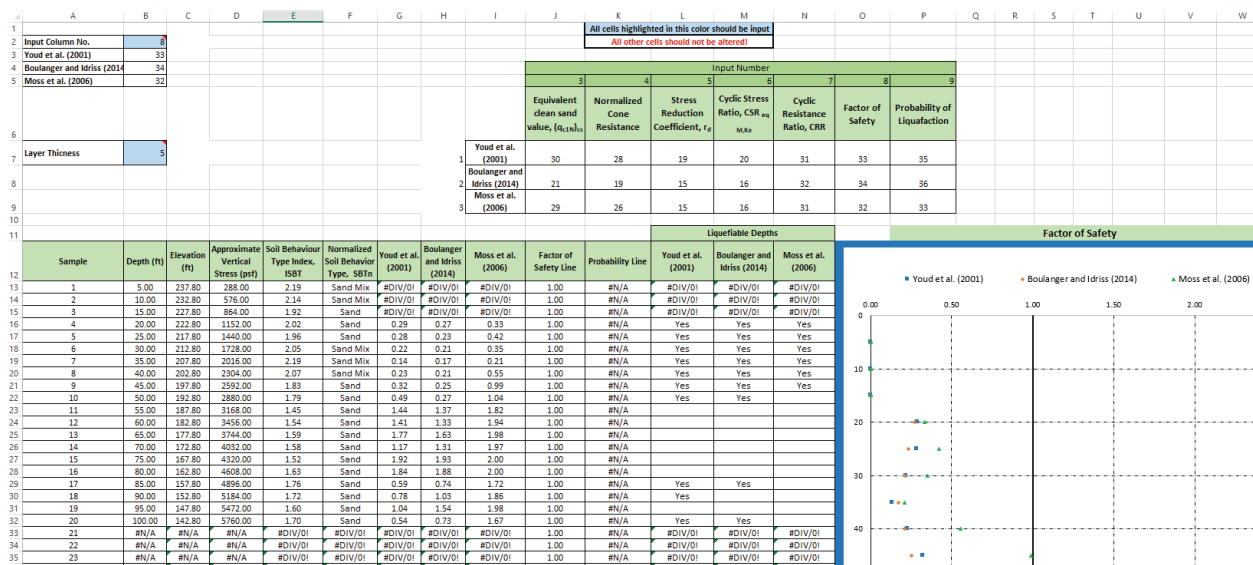 A B C D E F G H I J K L M N O P Q R S T U V W
1 All cells highlighted in this color should be input
2 Input Column No. 8 All other cells should not be altered!
3 Youd et al. (2001) 33
4 Boulanger and Idriss (2014 34 Input Number
5 Moss et al. (2006) 32 3 4 5 6 7 8 9
6 Equivalent clean sand value, (qc1N)cs Normalized Cone Resistance Stress Reduction Coefficient, rd Cyclic Stress Ratio, CSR eq M,Kσ Cyclic Resistance Ratio, CRR Factor of Safety Probability of Liquafaction
7 Layer Thicness 5 1 Youd et al. (2001) 30 28 19 20 31 33 35
8 2 Boulanger and Idriss (2014) 21 19 15 16 32 34 36
9 3 Moss et al. (2006) 29 26 15 16 31 32 33
10
11 Liquefiable Depths Factor of Safety
12 Sample Depth (ft) Elevation (ft) Approximate Vertical Stress (psf) Soil Behaviour Type Index, ISBT Normalized Soil Behavior Type, SBTn Youd et al. (2001) Boulanger and Idriss (2014) Moss et al. (2006) Factor of Safety Line Probability Line Youd et al. (2001) Boulanger and Idriss (2014) Moss et al. (2006)
13 1 5.00 237.80 288.00 2.19 Sand Mix #DIV/0! #DIV/0! #DIV/0! 1.00 #N/A #DIV/0! #DIV/0! #DIV/0!
14 2 10.00 232.80 576.00 2.14 Sand Mix #DIV/0! #DIV/0! #DIV/0! 1.00 #N/A #DIV/0! #DIV/0! #DIV/0!
15 3 15.00 227.80 864.00 1.92 Sand #DIV/0! #DIV/0! #DIV/0! 1.00 #N/A #DIV/0! #DIV/0! #DIV/0!
16 4 20.00 222.80 1152.00 2.02 Sand 0.29 0.27 0.33 1.00 #N/A Yes Yes Yes
17 5 25.00 217.80 1440.00 1.96 Sand 0.28 0.23 0.42 1.00 #N/A Yes Yes Yes
18 6 30.00 212.80 1728.00 2.05 Sand Mix 0.22 0.21 0.35 1.00 #N/A Yes Yes Yes
19 7 35.00 207.80 2016.00 2.19 Sand Mix 0.14 0.17 0.21 1.00 #N/A Yes Yes Yes
20 8 40.00 202.80 2304.00 2.07 Sand Mix 0.23 0.21 0.55 1.00 #N/A Yes Yes Yes
21 9 45.00 197.80 2592.00 1.83 Sand 0.32 0.25 0.99 1.00 #N/A Yes Yes Yes
22 10 50.00 192.80 2880.00 1.79 Sand 0.49 0.27 1.04 1.00 #N/A Yes Yes
23 11 55.00 187.80 3168.00 1.45 Sand 1.44 1.37 1.82 1.00 #N/A
24 12 60.00 182.80 3456.00 1.54 Sand 1.41 1.33 1.94 1.00 #N/A
25 13 65.00 177.80 3744.00 1.59 Sand 1.77 1.63 1.98 1.00 #N/A
26 14 70.00 172.80 4032.00 1.58 Sand 1.17 1.31 1.97 1.00 #N/A
27 15 75.00 167.80 4320.00 1.52 Sand 1.92 1.93 2.00 1.00 #N/A
28 16 80.00 162.80 4608.00 1.63 Sand 1.84 1.88 2.00 1.00 #N/A
29 17 85.00 157.80 4896.00 1.76 Sand 0.59 0.74 1.72 1.00 #N/A Yes Yes
30 18 90.00 152.80 5184.00 1.72 Sand 0.78 1.03 1.86 1.00 #N/A Yes
31 19 95.00 147.80 5472.00 1.60 Sand 1.04 1.54 1.98 1.00 #N/A
32 20 100.00 142.80 5760.00 1.70 Sand 0.54 0.73 1.67 1.00 #N/A Yes Yes
33 21 #N/A #N/A #N/A #DIV/0! #DIV/0! #DIV/0! #DIV/0! #DIV/0! 1.00 #N/A #DIV/0! #DIV/0! #DIV/0!
34 22 #N/A #N/A #N/A #DIV/0! #DIV/0! #DIV/0! #DIV/0! #DIV/0! 1.00 #N/A #DIV/0! #DIV/0! #DIV/0!
35 23 #N/A #N/A #N/A #DIV/0! #DIV/0! #DIV/0! #DIV/0! #DIV/0! 1.00 #N/A #DIV/0! #DIV/0! #DIV/0!
Youd et al. (2001) Boulanger and Idriss (2014) Moss et al. (2006)
0.00 0.50 1.00 1.50 2.00
0
10
20
30
40